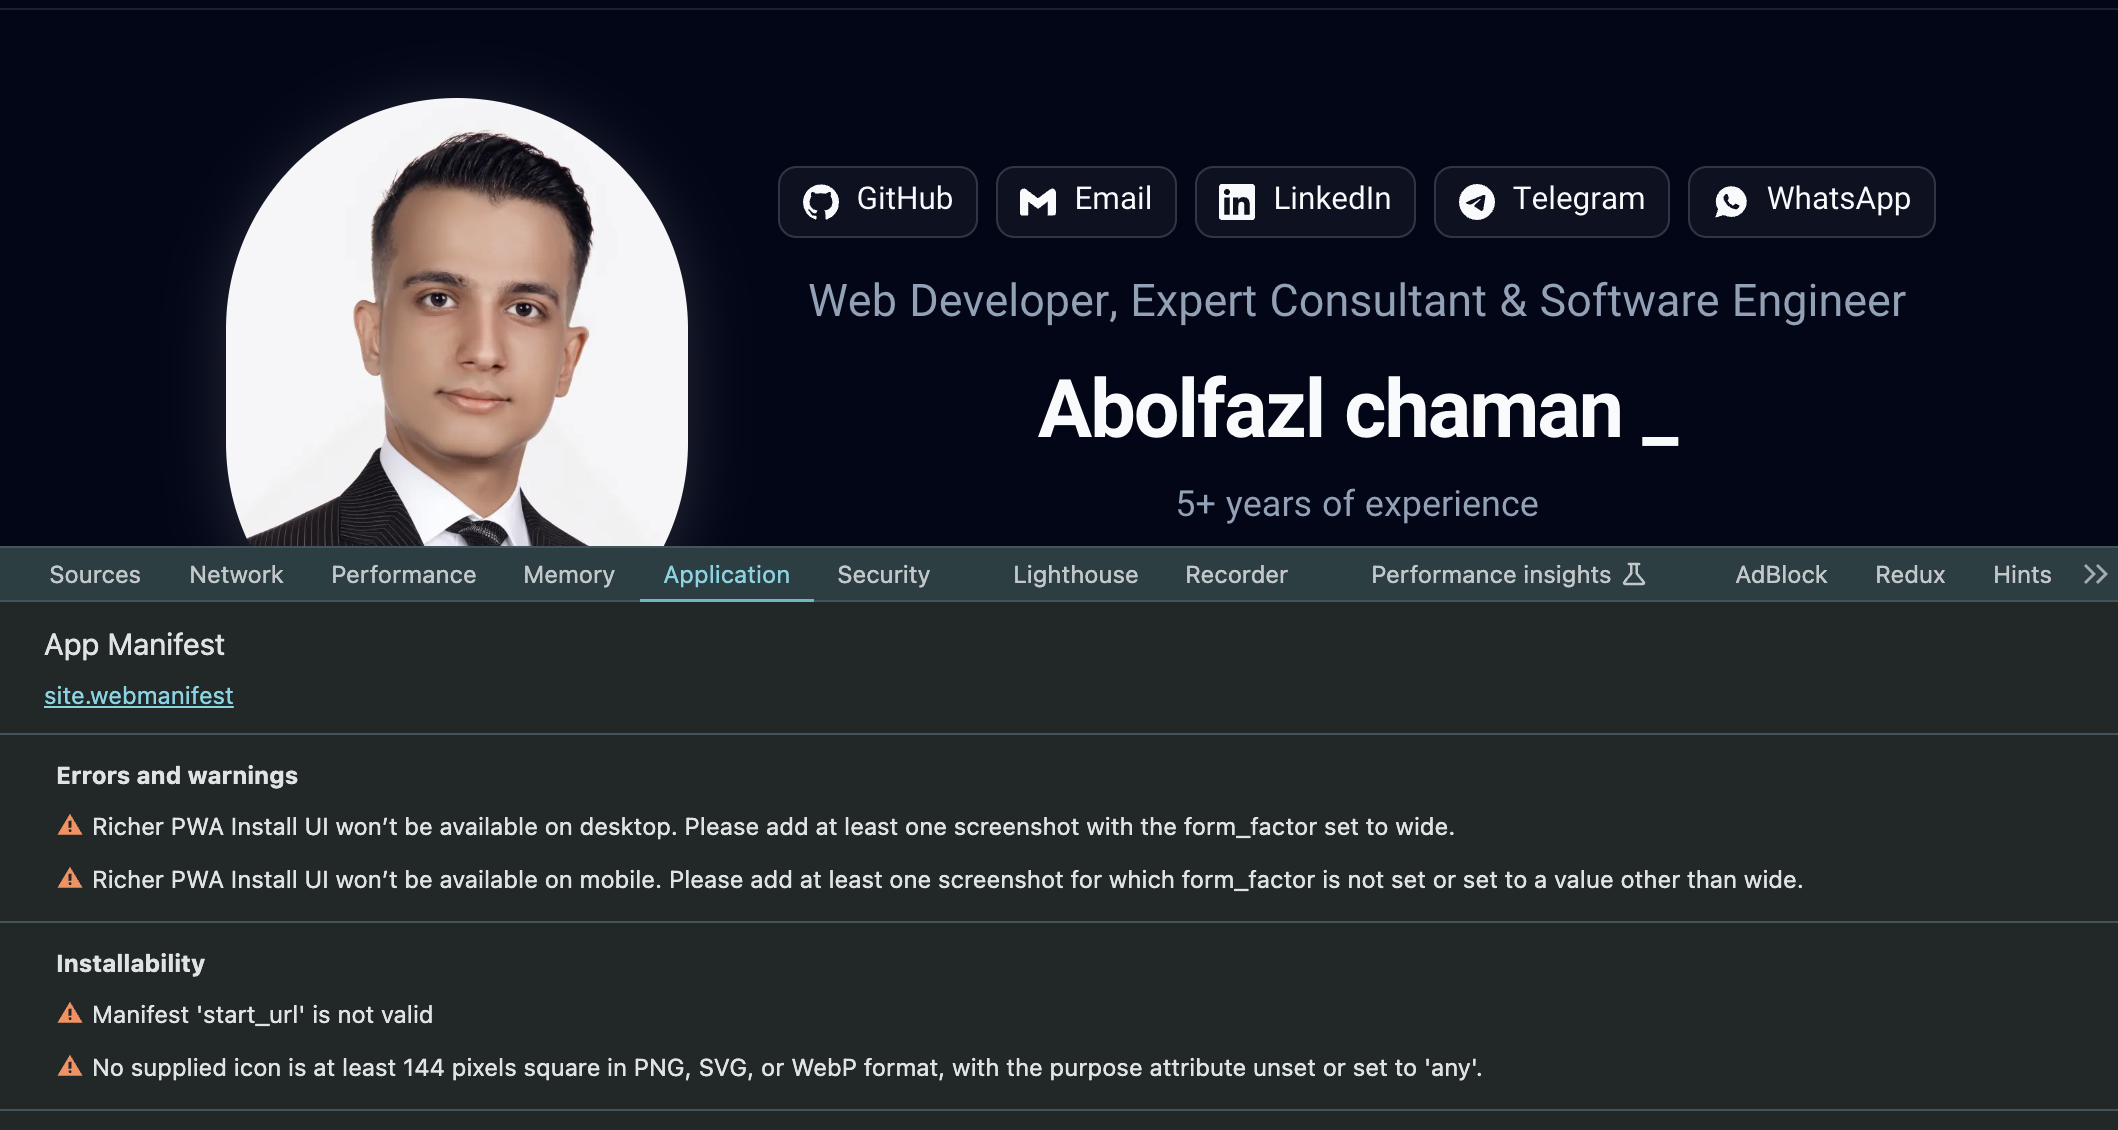 GitHub
Email
LinkedIn
Telegram
WhatsApp
Web Developer, Expert Consultant & Software Engineer
Abolfazl chaman _
5+ years of experience
Sources Network Performance Memory Application Security Lighthouse Recorder Performance insights AdBlock Redux Hints
App Manifest
site.webmanifest
Errors and warnings
Richer PWA Install UI won’t be available on desktop. Please add at least one screenshot with the form_factor set to wide.
Richer PWA Install UI won’t be available on mobile. Please add at least one screenshot for which form_factor is not set or set to a value other than wide.
Installability
Manifest 'start_url' is not valid
No supplied icon is at least 144 pixels square in PNG, SVG, or WebP format, with the purpose attribute unset or set to 'any'.